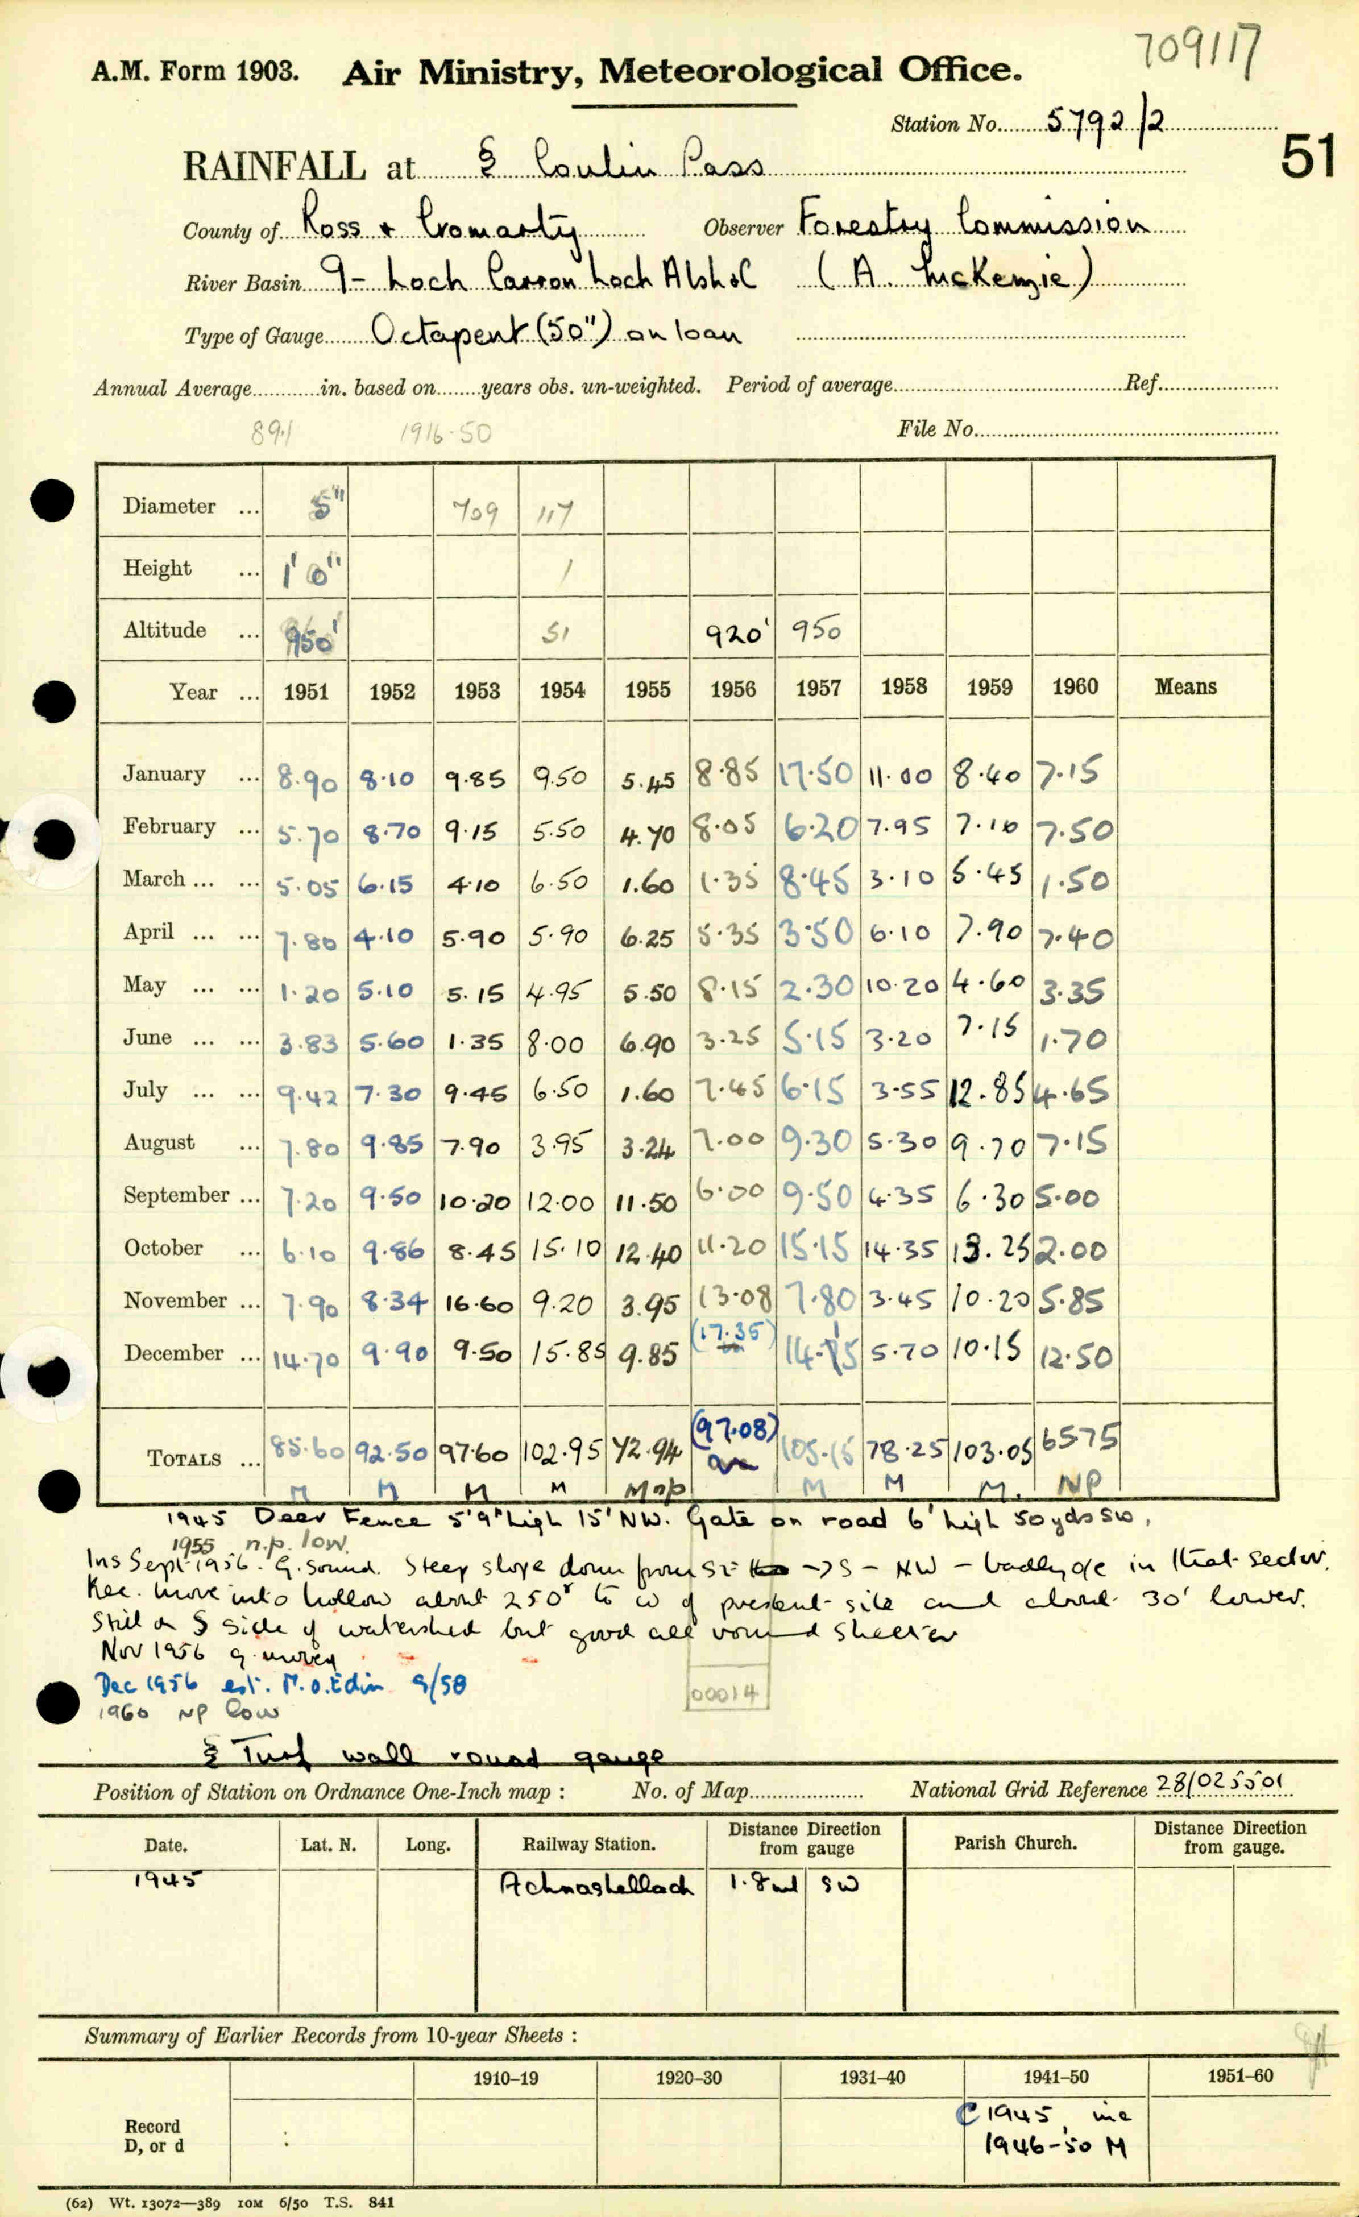 709117
A.M. Form 1903. Air Ministry, Meteorological Office.
Station No. 5792/2
51
RAINFALL at § Coulin Pass
County of Ross & Cromarty Observer Forestry Commission
River Basin 9- Loch Carron Loch Alsh &C (A. McKenzie)
Type of Gauge Octapent (50") on loan
Annual Average in. based on years obs. un-weighted. Period of average Ref.
89.1 1916-50 File No.
Diameter ... 5" 709 117
Height ... 1' 0" 1
Altitude ... 950' 51 920' 950
Year ... 1951 1952 1953 1954 1955 1956 1957 1958 1959 1960 Means
January ... 8.90 8.10 9.85 9.50 5.45 8.85 17.50 11.00 8.40 7.15
February ... 5.70 8.70 9.15 5.50 4.70 8.05 6.20 7.95 7.10 7.50
March ... ... 5.05 6.15 4.10 6.50 1.60 1.35 8.45 3.10 5.45 1.50
April ... ... 7.80 4.10 5.90 5.90 6.25 5.35 3.50 6.10 7.90 7.40
May ... ... 1.20 5.10 5.15 4.95 5.50 8.15 2.30 10.20 4.60 3.35
June ... ... 3.83 5.60 1.35 8.00 6.90 3.25 5.15 3.20 7.15 1.70
July ... ... 9.42 7.30 9.45 6.50 1.60 7.45 6.15 3.55 12.85 4.65
August ... 7.80 9.85 7.90 3.95 3.24 7.00 9.30 5.30 9.70 7.15
September ... 7.20 9.50 10.20 12.00 11.50 6.00 9.50 4.35 6.30 5.00
October ... 6.10 9.86 8.45 15.10 12.40 11.20 15.15 14.35 13.25 2.00
November ... 7.90 8.34 16.60 9.20 3.95 13.08 7.80 3.45 10.20 5.85
December ... 14.70 9.90 9.50 15.85 9.85 (17.35) 14.15 5.70 10.15 12.50
TOTALS ... 85.60 92.50 97.60 102.95 72.94 (97.08) 105.15 78.25 103.05 65.75
M M M M M np M M M. NP
1945 Deer Fence 5'9" high 15' NW. Gate on road 6' high 50yds SW.
1955 n.p. low.
Ins Sept 1956. G. Sound. Steep slope down from SE -> S - NW - badly o/e in that sector.
Rec. move into hollow about 250x to W of present site and about 30' lower.
Still on S side of watershed but good all round shelter
Nov 1956 g. moved
Dec 1956 est. M.O. Edin 9/58
00014
1960 NP low
§ Turf wall round gauge
Position of Station on Ordnance One-Inch map : No. of Map National Grid Reference 28/025501
Date. Lat. N. Long. Railway Station. Distance Direction from gauge Parish Church. Distance Direction from gauge.
1945 Achnashellach 1.8ml SW
Summary of Earlier Records from 10-year Sheets :
1910–19 1920–30 1931–40 1941–50 1951–60
Record D, or d
C 1945 inc
1946-50 M
(62) Wt. 13072—389 10M 6/50 T.S. 841